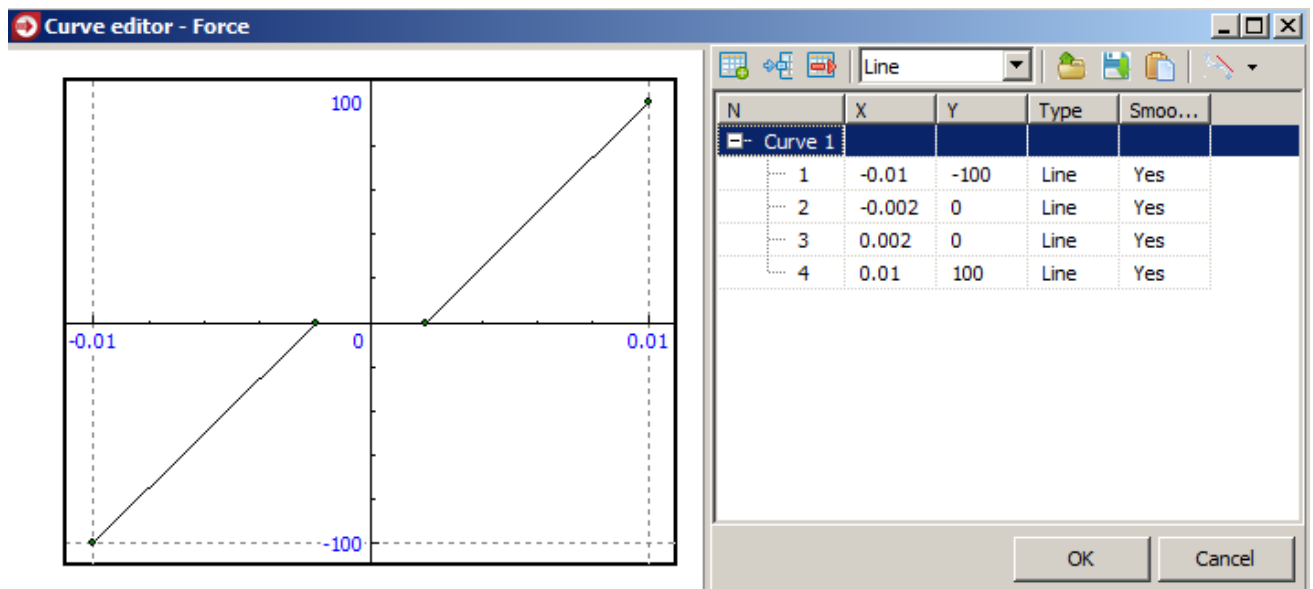 Curve editor - Force
100
-0.01 0 0.01
-100
Line
N X Y Type Smoo...
Curve 1
1 -0.01 -100 Line Yes
2 -0.002 0 Line Yes
3 0.002 0 Line Yes
4 0.01 100 Line Yes
OK Cancel